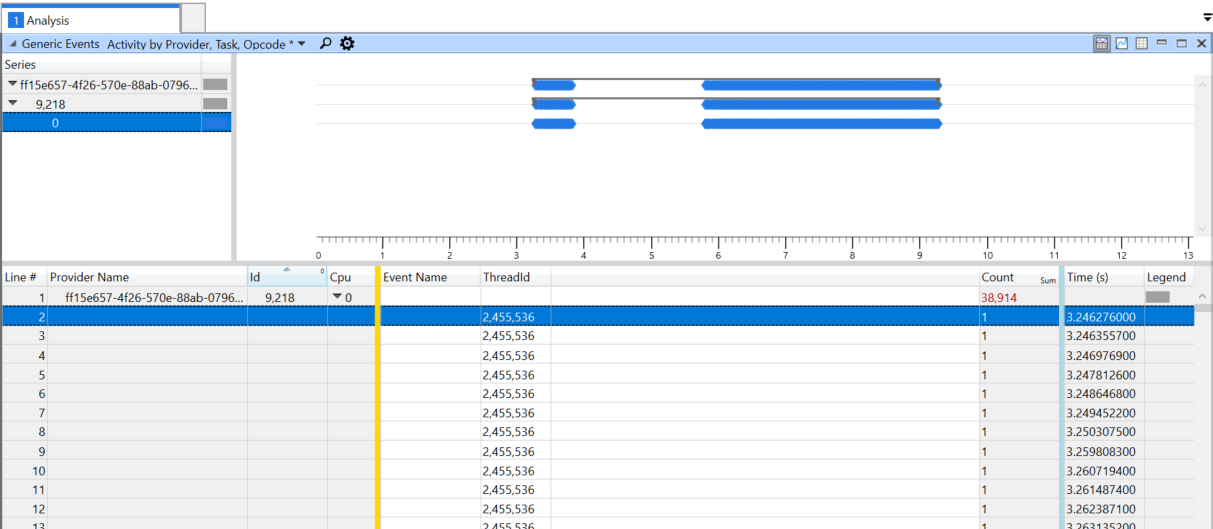 1 Analysis
Generic Events Activity by Provider, Task, Opcode *
Series
ff15e657-4f26-570e-88ab-0796...
9,218
0
0 1 2 3 4 5 6 7 8 9 10 11 12 13
Line # Provider Name Id 0 Cpu Event Name ThreadId Count Sum Time (s) Legend
1 ff15e657-4f26-570e-88ab-0796... 9,218 0 38,914
2 2,455,536 1 3.246276000
3 2,455,536 1 3.246355700
4 2,455,536 1 3.246976900
5 2,455,536 1 3.247812600
6 2,455,536 1 3.248646800
7 2,455,536 1 3.249452200
8 2,455,536 1 3.250307500
9 2,455,536 1 3.259808300
10 2,455,536 1 3.260719400
11 2,455,536 1 3.261487400
12 2,455,536 1 3.262387100
13 2,455,536 1 3.263135200